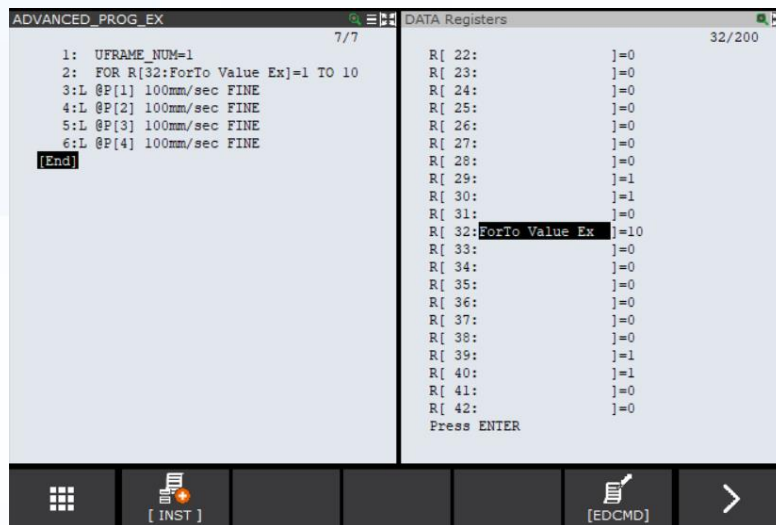 ADVANCED_PROG_EX
7/7
1: UFRAME_NUM=1
2: FOR R[32:ForTo Value Ex]=1 TO 10
3:L @P[1] 100mm/sec FINE
4:L @P[2] 100mm/sec FINE
5:L @P[3] 100mm/sec FINE
6:L @P[4] 100mm/sec FINE
[End]
DATA Registers
32/200
R[ 22: ]=0
R[ 23: ]=0
R[ 24: ]=0
R[ 25: ]=0
R[ 26: ]=0
R[ 27: ]=0
R[ 28: ]=0
R[ 29: ]=1
R[ 30: ]=1
R[ 31: ]=0
R[ 32:ForTo Value Ex ]=10
R[ 33: ]=0
R[ 34: ]=0
R[ 35: ]=0
R[ 36: ]=0
R[ 37: ]=0
R[ 38: ]=0
R[ 39: ]=1
R[ 40: ]=1
R[ 41: ]=0
R[ 42: ]=0
Press ENTER
[ INST ]
[EDCMD]